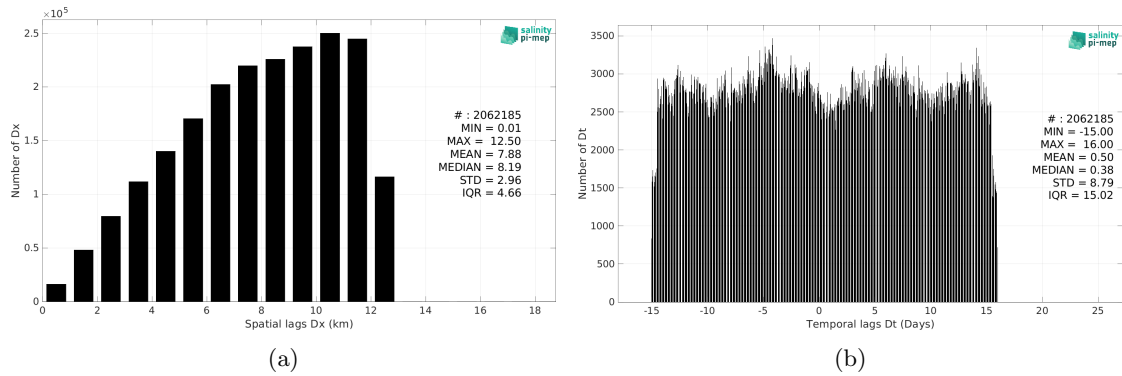 ×10⁵
2.5
2
1.5
1
0.5
0
Number of Dx
0 2 4 6 8 10 12 14 16 18
Spatial lags Dx (km)
salinity
pi-mep
# : 2062185
MIN = 0.01
MAX = 12.50
MEAN = 7.88
MEDIAN = 8.19
STD = 2.96
IQR = 4.66
(a)
3500
3000
2500
2000
1500
1000
500
0
Number of Dt
-15 -10 -5 0 5 10 15 20 25
Temporal lags Dt (Days)
salinity
pi-mep
# : 2062185
MIN = -15.00
MAX = 16.00
MEAN = 0.50
MEDIAN = 0.38
STD = 8.79
IQR = 15.02
(b)